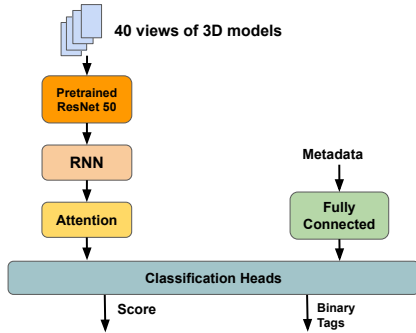 40 views of 3D models
Pretrained
ResNet 50
RNN
Attention
Metadata
Fully
Connected
Classification Heads
Score
Binary
Tags